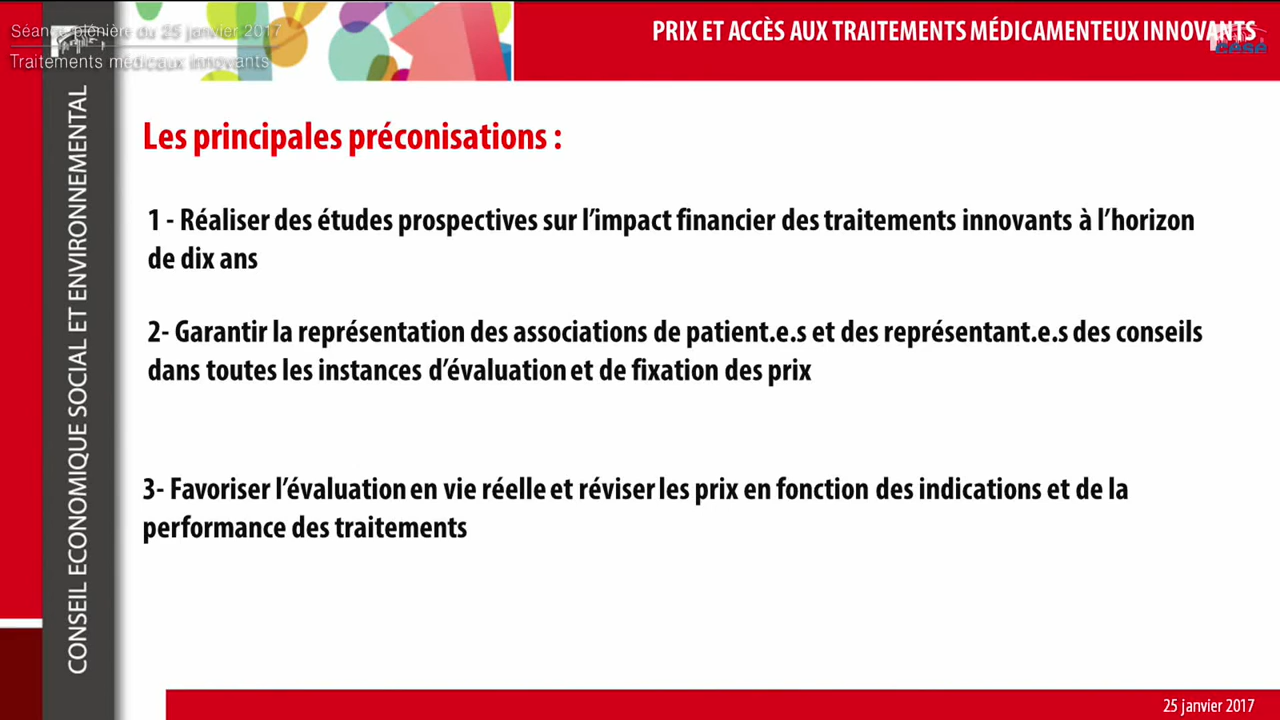 Séance plénière du 25 janvier 2017
Traitements médicaux innovants
PRIX ET ACCÈS AUX TRAITEMENTS MÉDICAMENTEUX INNOVANTS
cese
CONSEIL ECONOMIQUE SOCIAL ET ENVIRONNEMENTAL
Les principales préconisations :
1 - Réaliser des études prospectives sur l’impact financier des traitements innovants à l’horizon
de dix ans
2- Garantir la représentation des associations de patient.e.s et des représentant.e.s des conseils
dans toutes les instances d’évaluation et de fixation des prix
3- Favoriser l’évaluation en vie réelle et réviser les prix en fonction des indications et de la
performance des traitements
25 janvier 2017